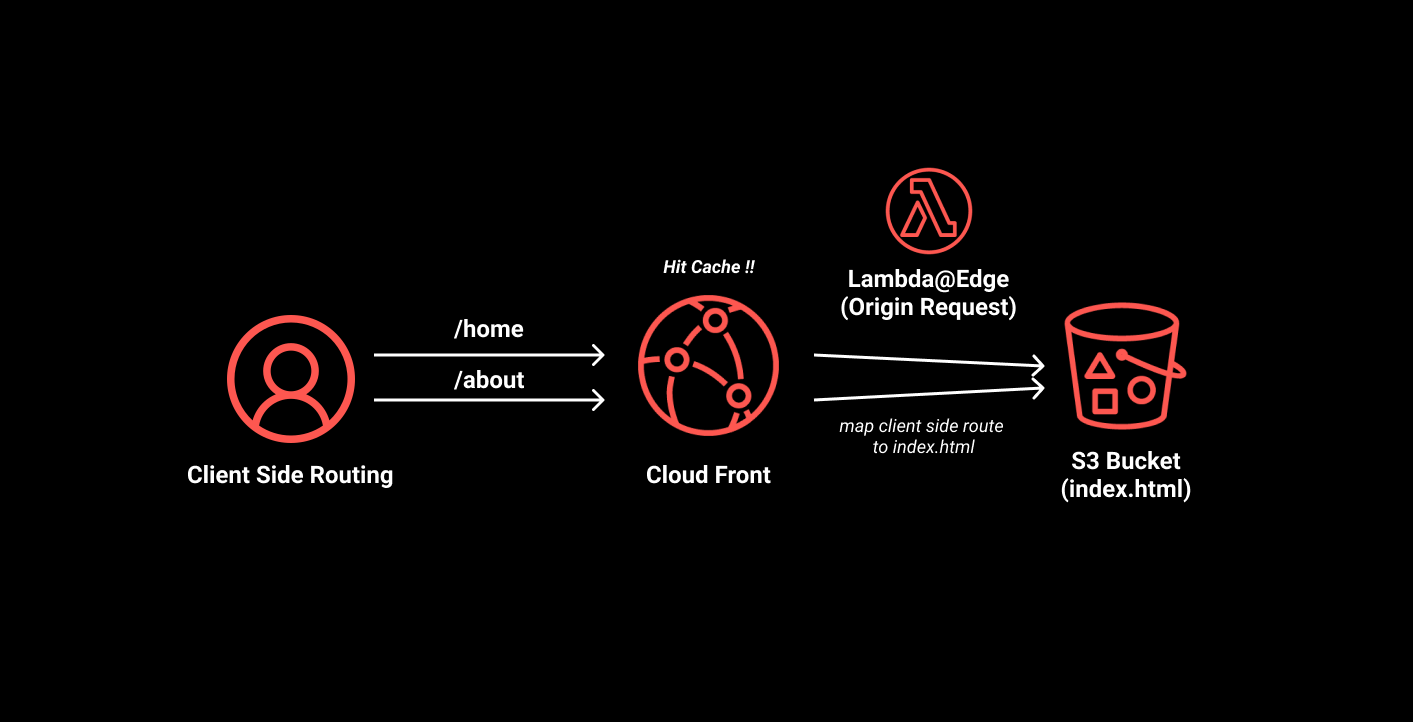 Hit Cache !!
Lambda@Edge
(Origin Request)
/home
/about
map client side route
to index.html
Client Side Routing
Cloud Front
S3 Bucket
(index.html)